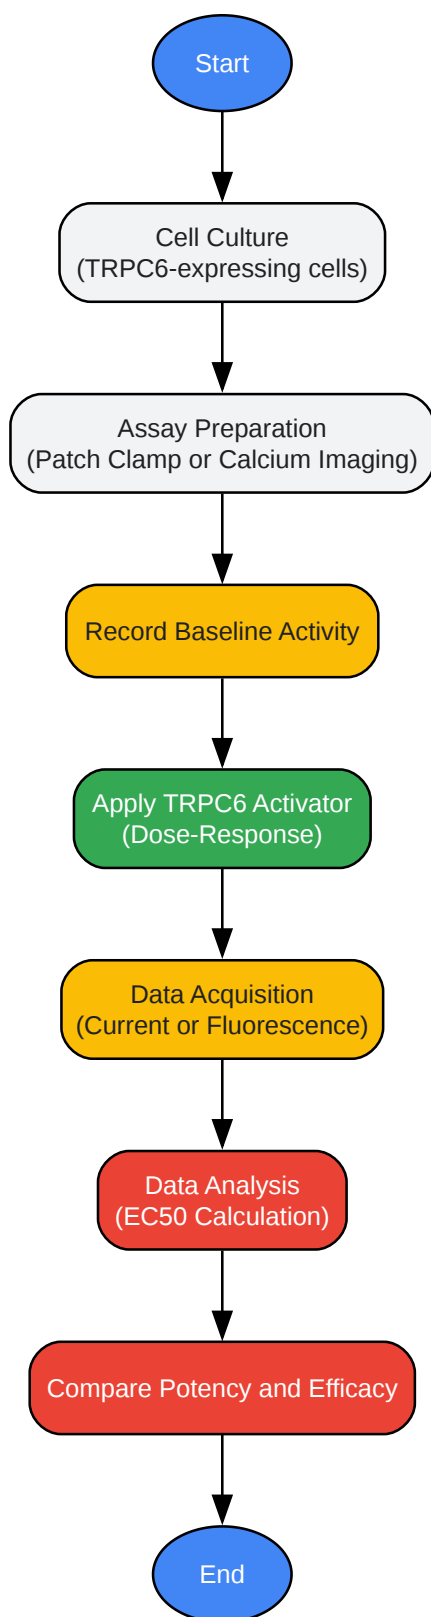 Start
Cell Culture
(TRPC6-expressing cells)
Assay Preparation
(Patch Clamp or Calcium Imaging)
Record Baseline Activity
Apply TRPC6 Activator
(Dose-Response)
Data Acquisition
(Current or Fluorescence)
Data Analysis
(EC50 Calculation)
Compare Potency and Efficacy
End